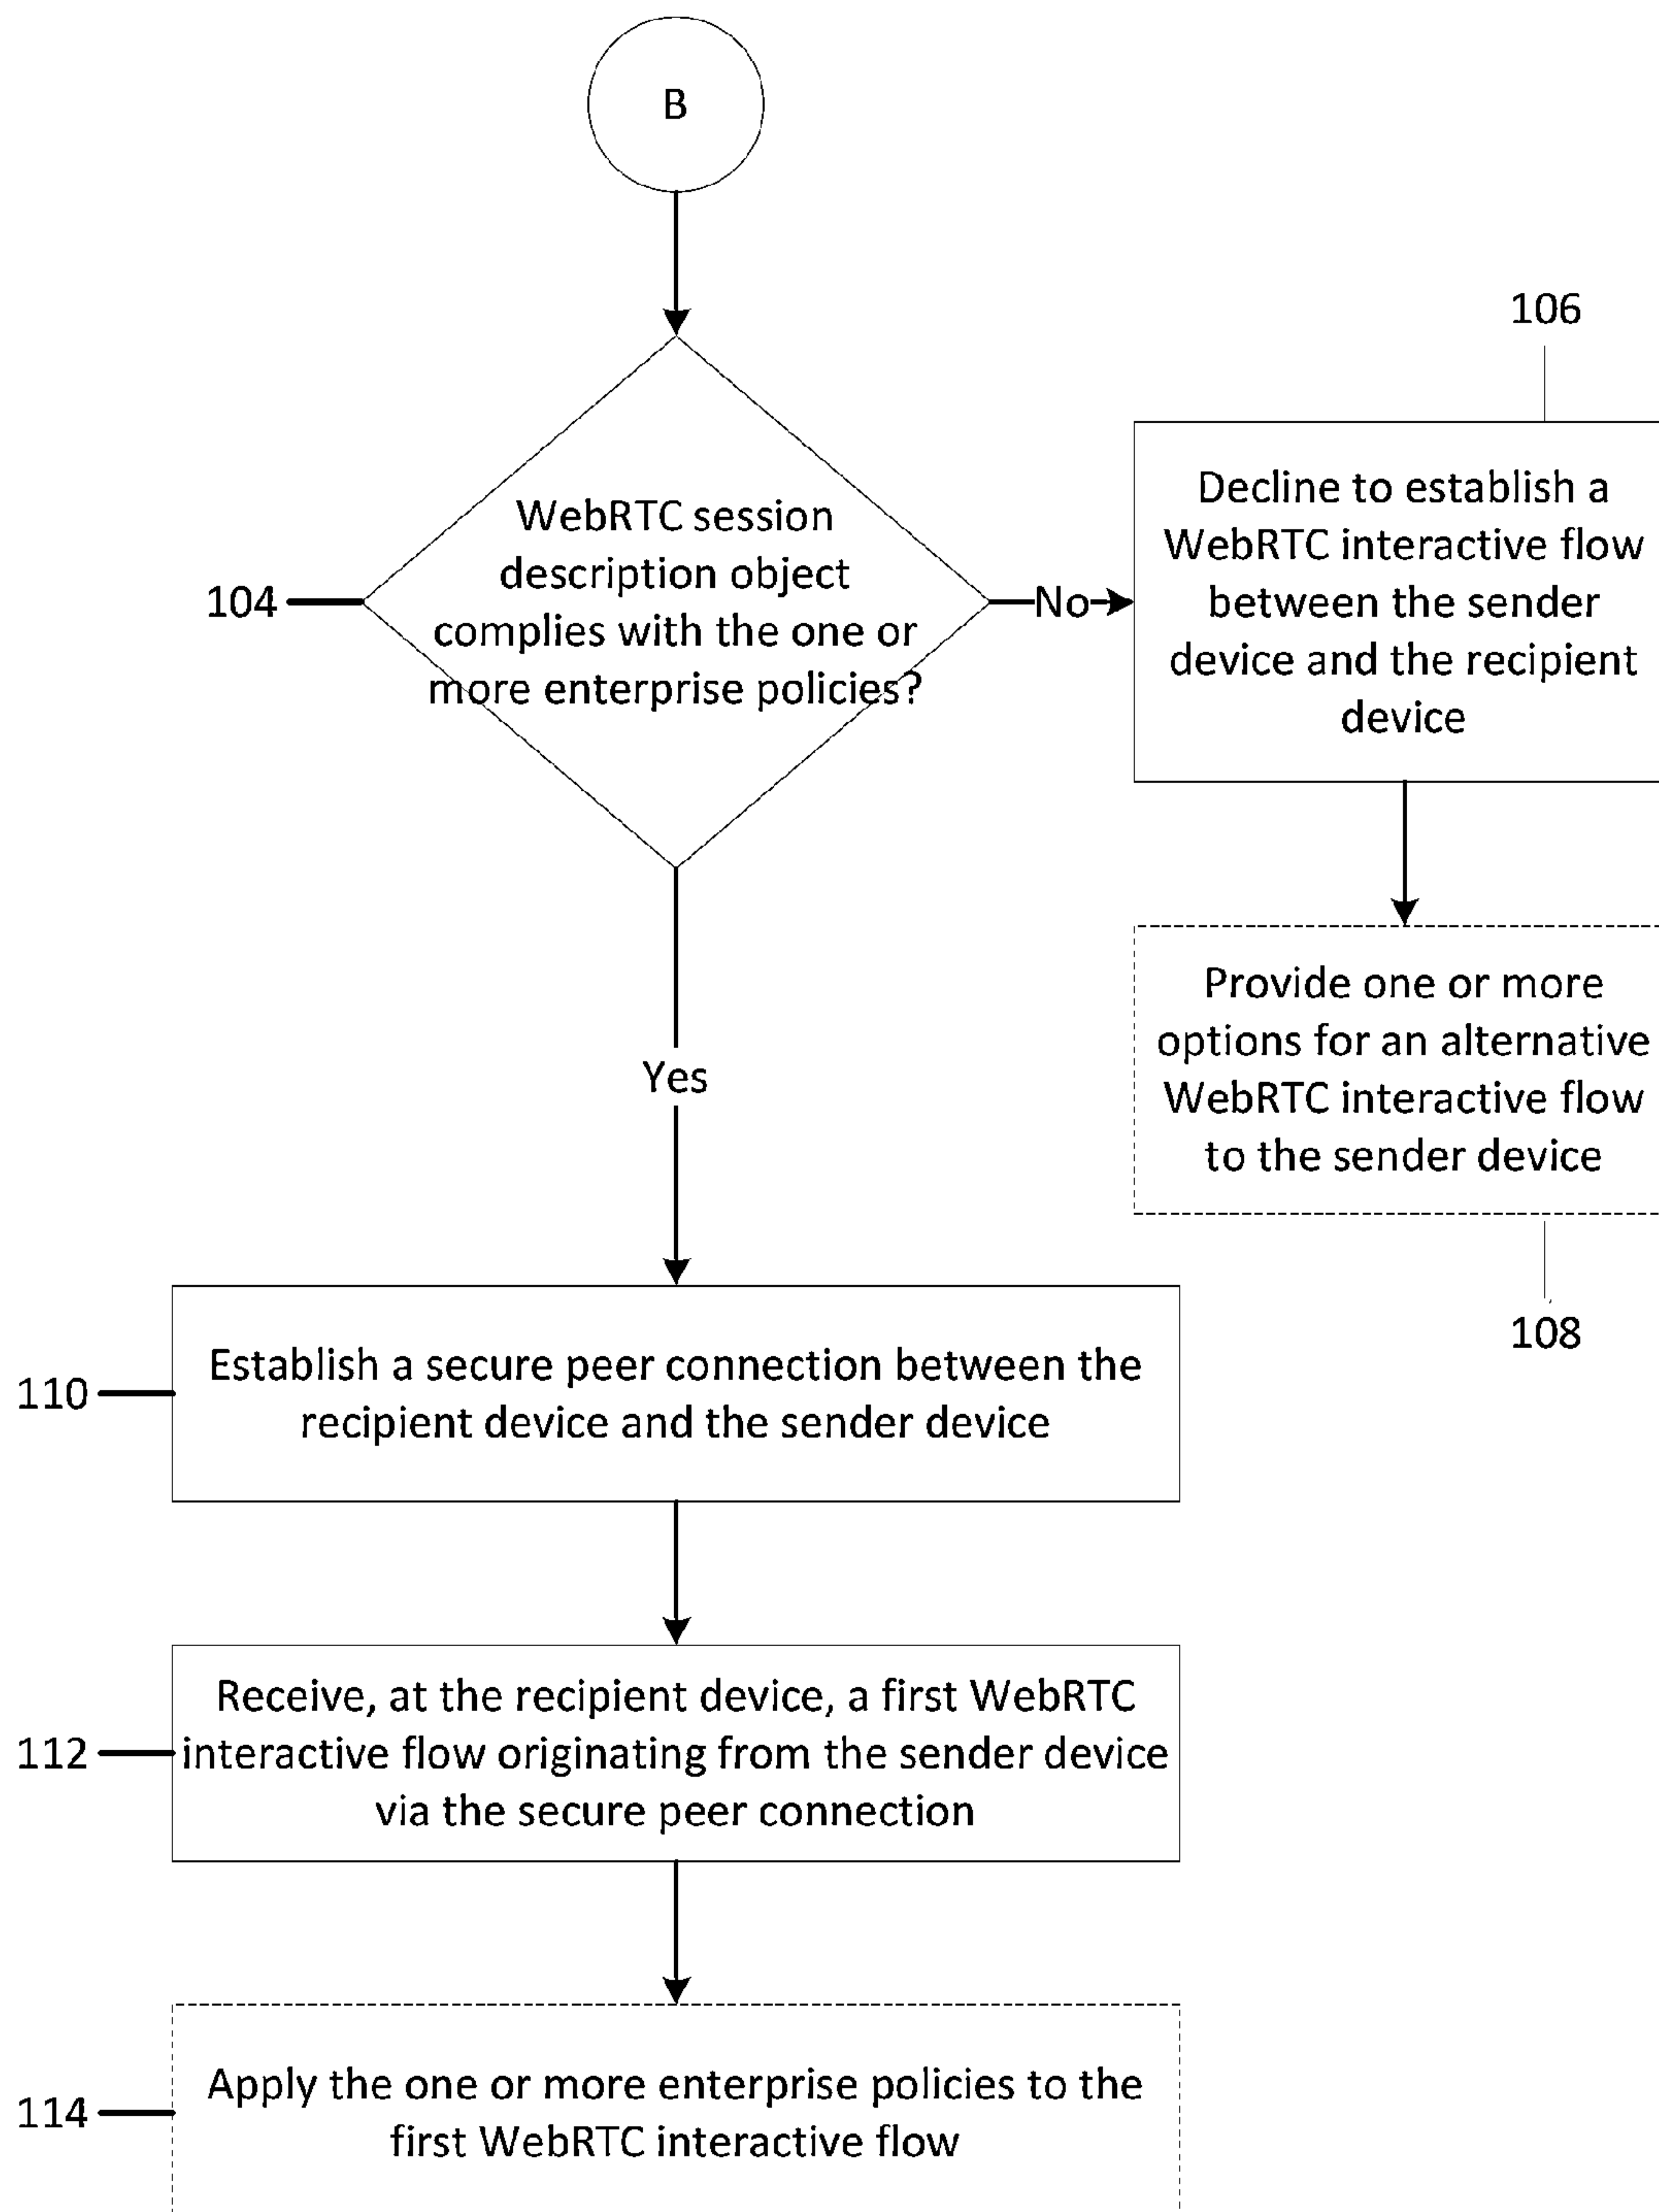 B
106
WebRTC session
description object
complies with the one or
more enterprise policies?
104
No
Decline to establish a
WebRTC interactive flow
between the sender
device and the recipient
device
Provide one or more
options for an alternative
WebRTC interactive flow
to the sender device
108
Yes
110
Establish a secure peer connection between the
recipient device and the sender device
112
Receive, at the recipient device, a first WebRTC
interactive flow originating from the sender device
via the secure peer connection
114
Apply the one or more enterprise policies to the
first WebRTC interactive flow